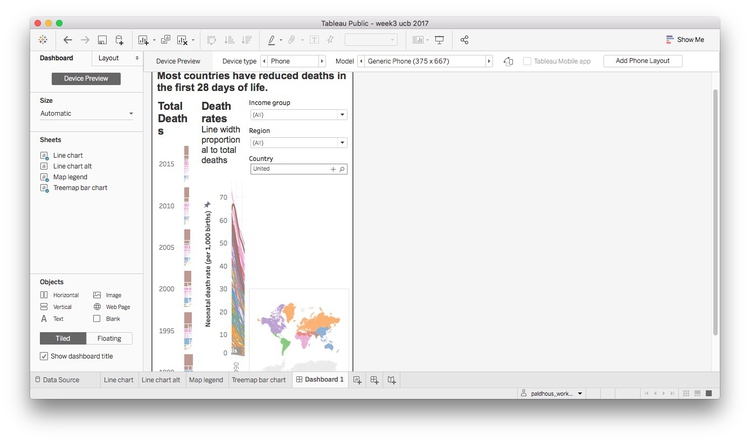 Tableau Public - week3 ucb 2017
Show Me
Dashboard
Layout
Device Preview
Device type
Phone
Model
Generic Phone (375 x 667)
Tableau Mobile app
Add Phone Layout
Device Preview
Size
Automatic
Sheets
Line chart
Line chart alt
Map legend
Treemap bar chart
Objects
Horizontal
Image
Vertical
Web Page
Text
Blank
Tiled
Floating
Show dashboard title
Most countries have reduced deaths in
the first 28 days of life.
Total
Death
s
2015
2010
2005
2000
1995
Death
rates
Line width
proportion
al to total
deaths
Neonatal death rate (per 1,000 births)
70
60
50
40
30
20
10
0
Income group
(All)
Region
(All)
Country
United
Data Source
Line chart
Line chart alt
Map legend
Treemap bar chart
Dashboard 1
paldhous_work...